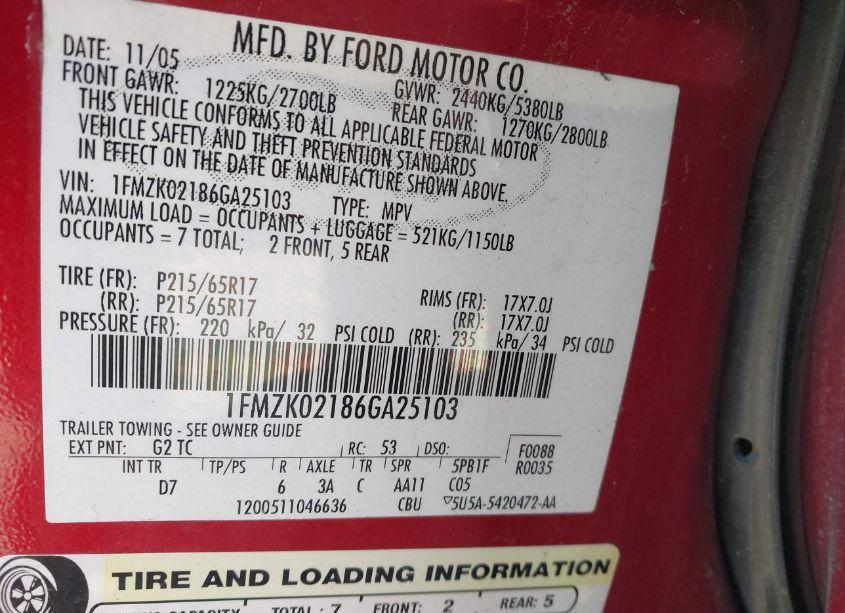 MFD. BY FORD MOTOR CO.
DATE: 11/05
GVWR: 2440KG/5380LB
FRONT GAWR: 1225KG/2700LB
REAR GAWR: 1270KG/2800LB
THIS VEHICLE CONFORMS TO ALL APPLICABLE FEDERAL MOTOR
VEHICLE SAFETY AND THEFT PREVENTION STANDARDS
IN EFFECT ON THE DATE OF MANUFACTURE SHOWN ABOVE.
VIN: 1FMZK02186GA25103 TYPE: MPV
MAXIMUM LOAD = OCCUPANTS + LUGGAGE = 521KG/1150LB
OCCUPANTS = 7 TOTAL; 2 FRONT, 5 REAR
TIRE (FR): P215/65R17 RIMS (FR): 17X7.0J
(RR): P215/65R17 (RR): 17X7.0J
PRESSURE (FR): 220 kPa/ 32 PSI COLD (RR): 235 kPa/ 34 PSI COLD
1FMZK02186GA25103
TRAILER TOWING - SEE OWNER GUIDE
EXT PNT: G2 TC RC: 53 DSO: F0088
INT TR TP/PS R AXLE TR SPR 5PB1F R0035
D7 6 3A C AA11 C05
1200511046636 CBU ▽5U5A-5420472-AA
TIRE AND LOADING INFORMATION
CAPACITY TOTAL : 7 FRONT: 2 REAR: 5